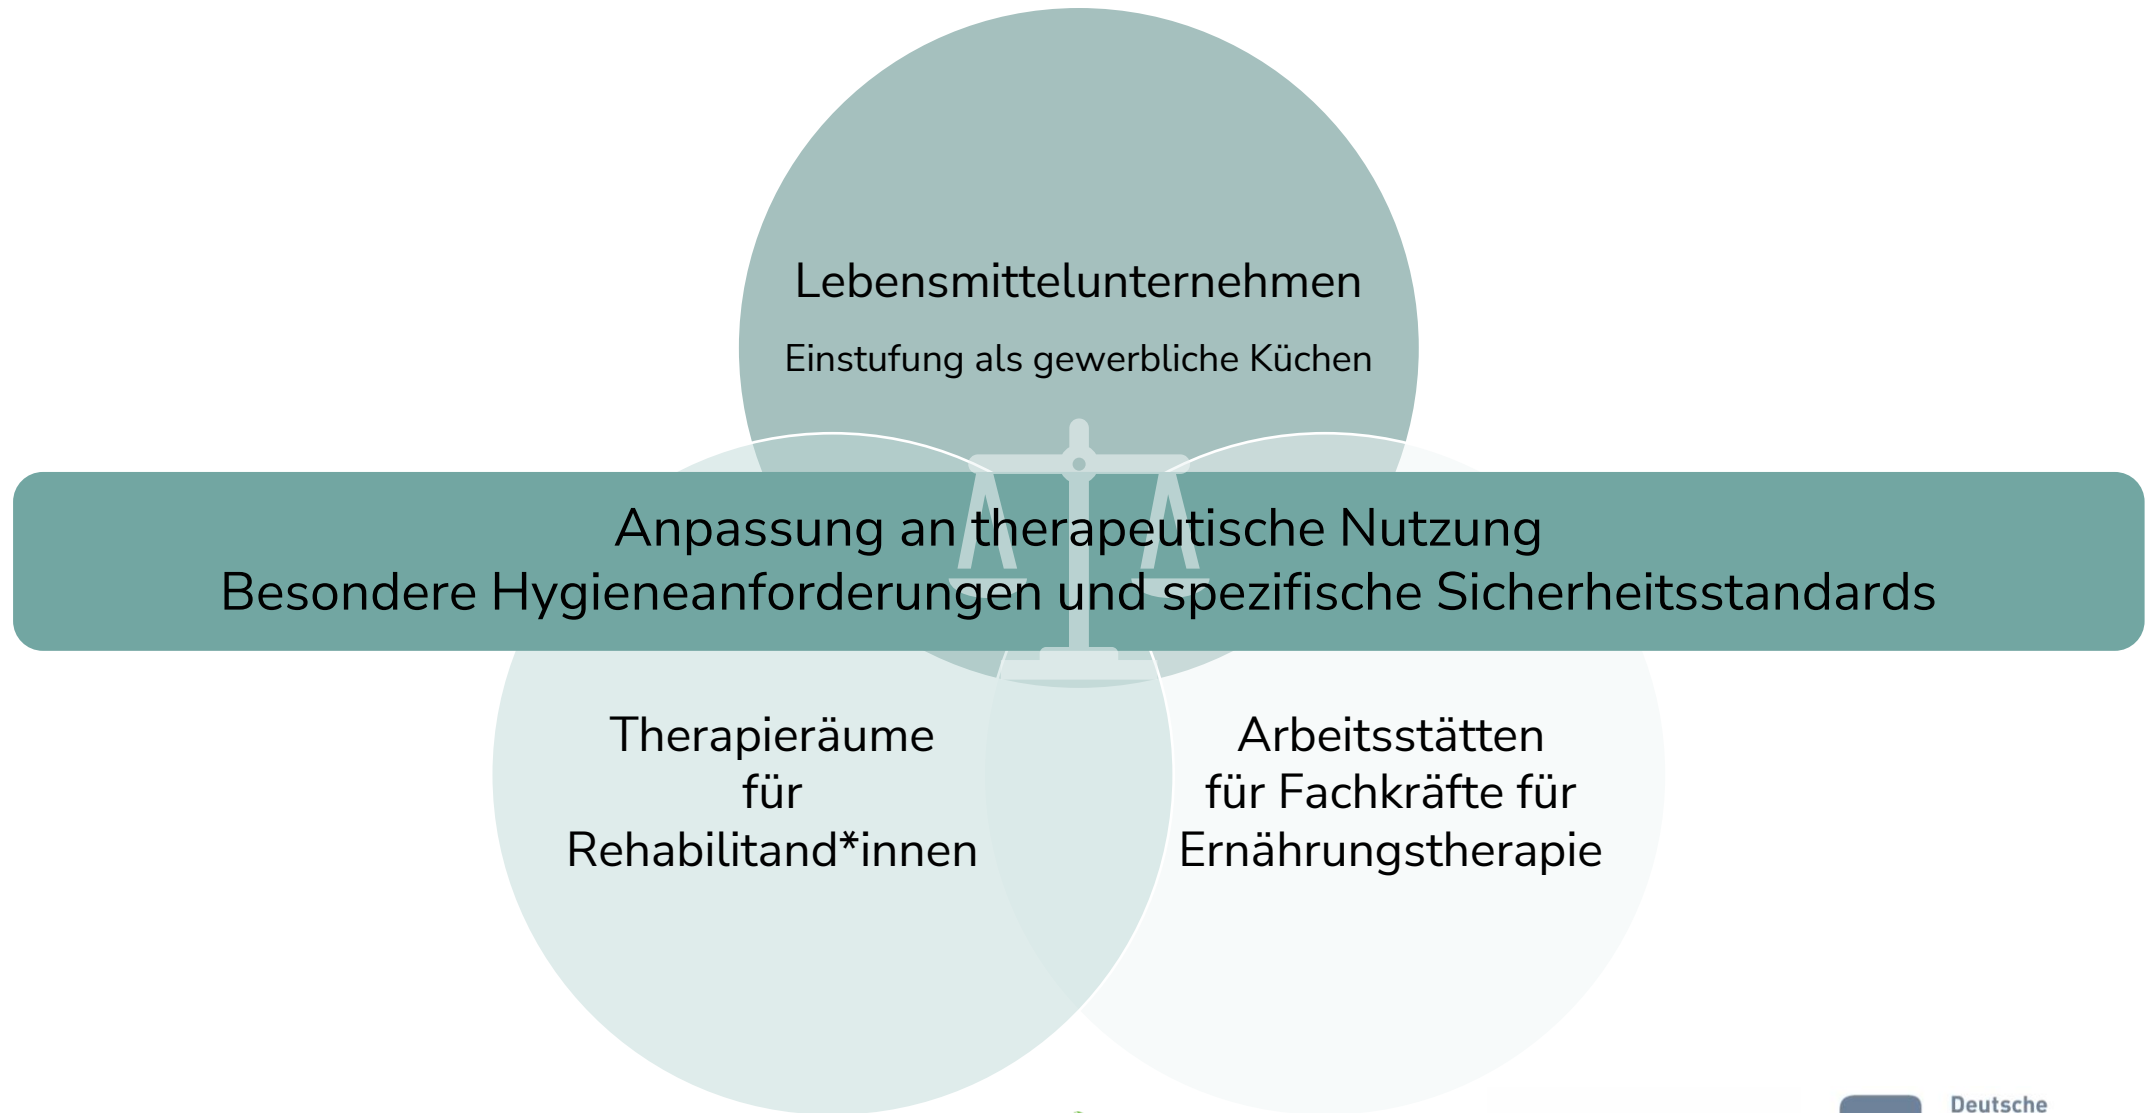 Lebensmittelunternehmen
Einstufung als gewerbliche Küchen
Anpassung an therapeutische Nutzung
Besondere Hygieneanforderungen und spezifische Sicherheitsstandards
Therapieräume
für
Rehabilitand*innen
Arbeitsstätten
für Fachkräfte für
Ernährungstherapie
Deutsche